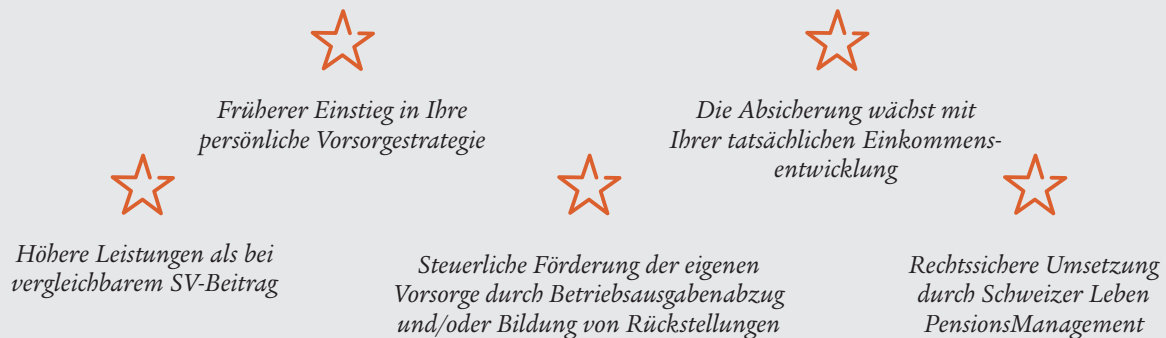 Früherer Einstieg in Ihre
persönliche Vorsorgestrategie
Die Absicherung wächst mit
Ihrer tatsächlichen Einkommens-
entwicklung
Höhere Leistungen als bei
vergleichbarem SV-Beitrag
Steuerliche Förderung der eigenen
Vorsorge durch Betriebsausgabenabzug
und/oder Bildung von Rückstellungen
Rechtssichere Umsetzung
durch Schweizer Leben
PensionsManagement